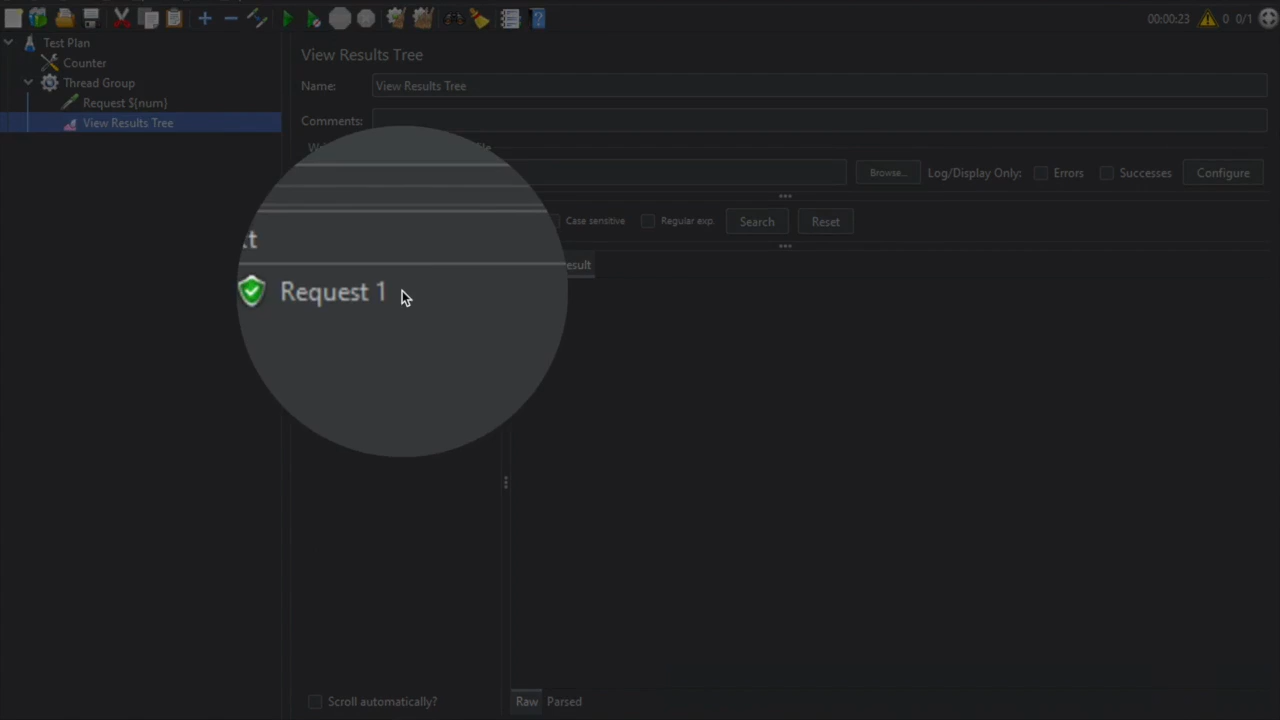 00:00:23 0 0/1
Test Plan
Counter
Thread Group
Request ${num}
View Results Tree
View Results Tree
Name: View Results Tree
Comments:
Browse... Log/Display Only: Errors Successes Configure
Case sensitive Regular exp. Search Reset
Request 1
Scroll automatically?
Raw Parsed